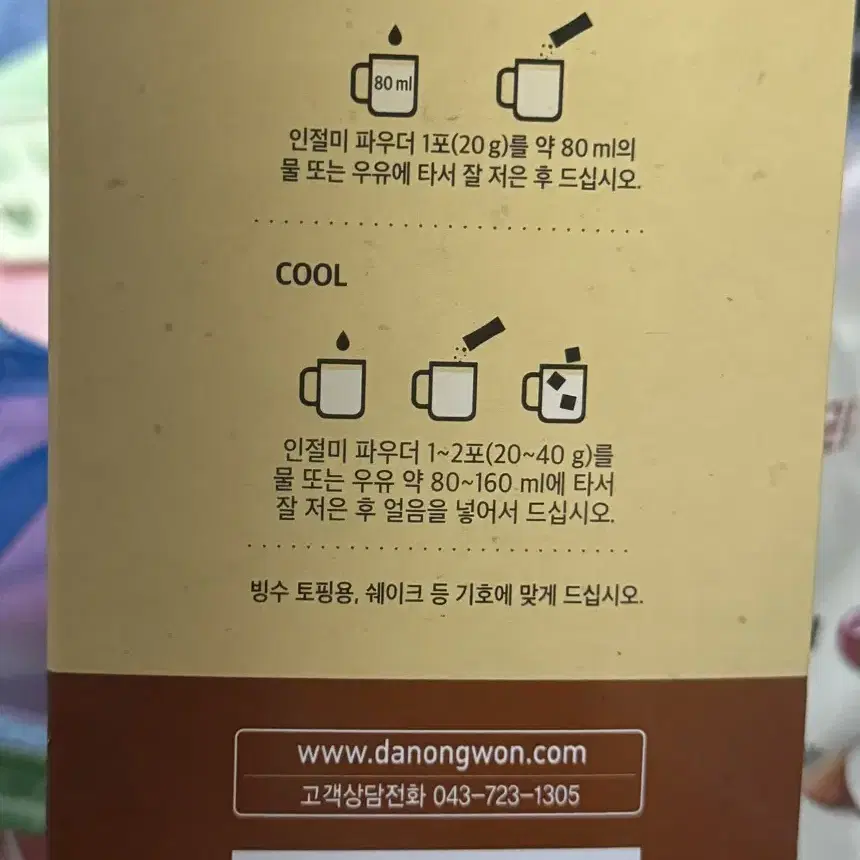 80 ml
인절미 파우더 1포(20 g)를 약 80 ml의
물 또는 우유에 타서 잘 저은 후 드십시오.
COOL
인절미 파우더 1~2포(20~40 g)를
물 또는 우유 약 80~160 ml에 타서
잘 저은 후 얼음을 넣어서 드십시오.
빙수 토핑용, 쉐이크 등 기호에 맞게 드십시오.
www.danongwon.com
고객상담전화 043-723-1305